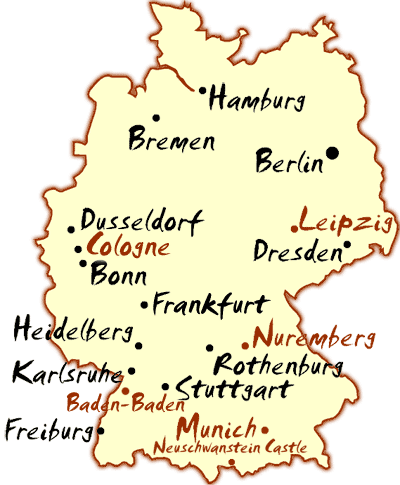 Hamburg
Bremen
Berlin
Dusseldorf
Leipzig
Cologne
Dresden
Bonn
Frankfurt
Heidelberg
Nuremberg
Rothenburg
Karlsruhe
Stuttgart
Baden-Baden
Freiburg
Munich
Neuschwanstein Castle